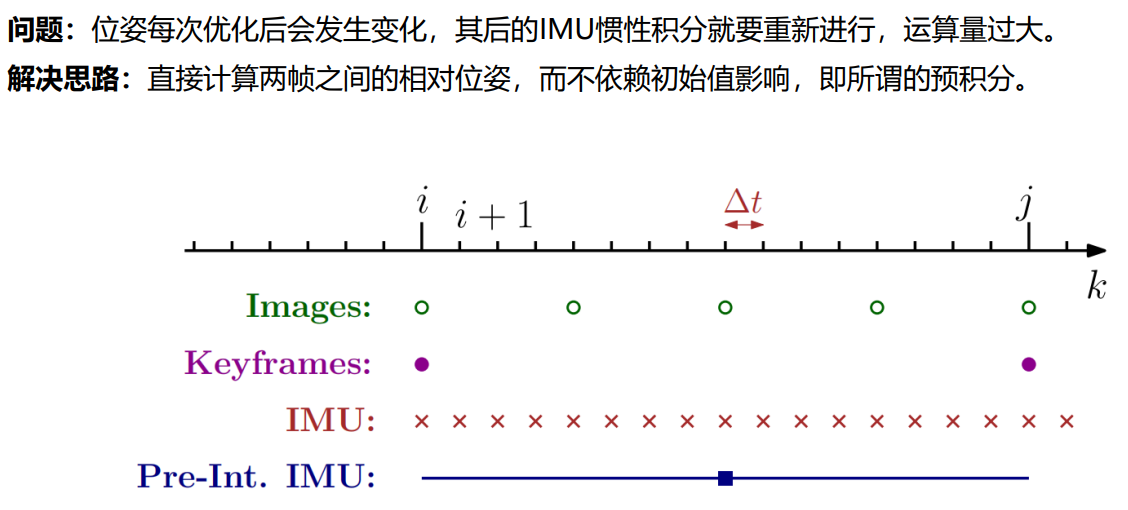 问题：位姿每次优化后会发生变化，其后的IMU惯性积分就要重新进行，运算量过大。
解决思路：直接计算两帧之间的相对位姿，而不依赖初始值影响，即所谓的预积分。
i i + 1 Δt j
k
Images:
Keyframes:
IMU:
Pre-Int. IMU: